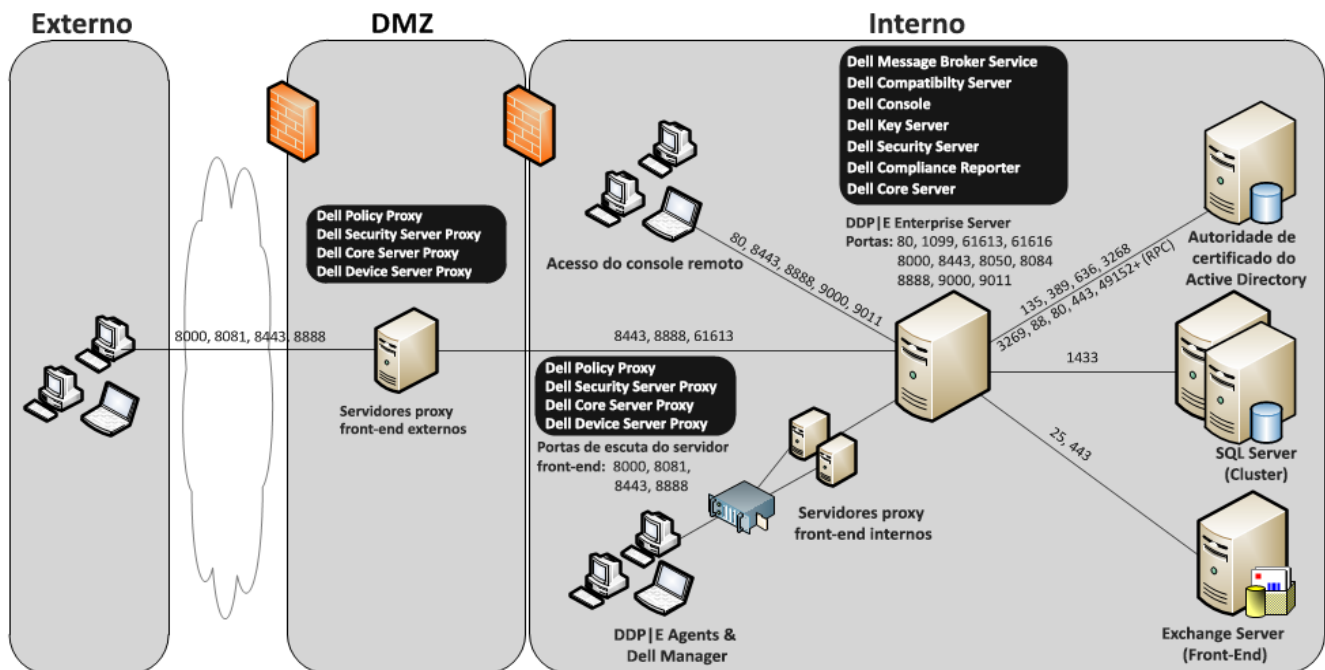 Externo
DMZ
Interno
Dell Message Broker Service
Dell Compatibilty Server
Dell Console
Dell Key Server
Dell Security Server
Dell Compliance Reporter
Dell Core Server
DDP|E Enterprise Server
Portas: 80, 1099, 61613, 61616
8000, 8443, 8050, 8084
8888, 9000, 9011
Dell Policy Proxy
Dell Security Server Proxy
Dell Core Server Proxy
Dell Device Server Proxy
Acesso do console remoto
80, 8443, 8888, 9000, 9011
135, 389, 636, 3268
3269, 88, 80, 443, 49152+ (RPC)
Autoridade de
certificado do
Active Directory
8000, 8081, 8443, 8888
8443, 8888, 61613
1433
Servidores proxy
front-end externos
Dell Policy Proxy
Dell Security Server Proxy
Dell Core Server Proxy
Dell Device Server Proxy
Portas de escuta do servidor
front-end: 8000, 8081,
8443, 8888
25, 443
SQL Server
(Cluster)
Servidores proxy
front-end internos
DDP|E Agents &
Dell Manager
Exchange Server
(Front-End)